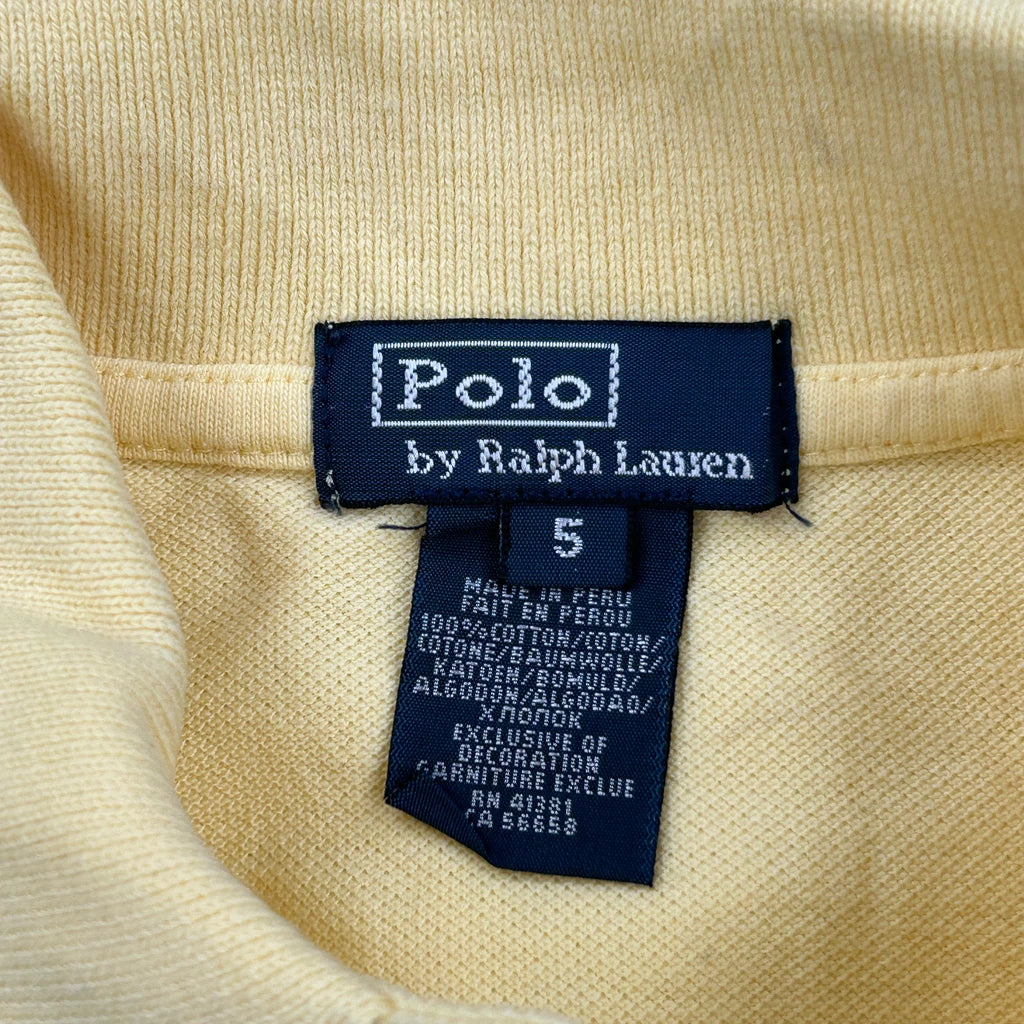 Polo
by Ralph Lauren
5
MADE IN PERU
FAIT EN PEROU
100%COTTON/COTON/
COTONE/BAUMWOLLE/
KATOEN/BOMULD/
ALGODON/ALGODAO/
ХЛОПОК
EXCLUSIVE OF
DECORATION
GARNITURE EXCLUE
RN 41381
CA 56658